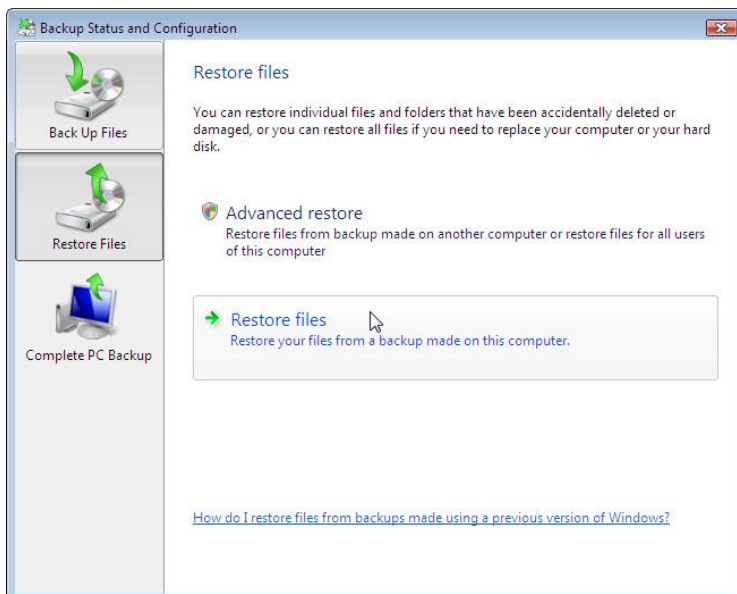 Backup Status and Configuration
Back Up Files
Restore Files
Complete PC Backup
Restore files
You can restore individual files and folders that have been accidentally deleted or
damaged, or you can restore all files if you need to replace your computer or your hard
disk.
Advanced restore
Restore files from backup made on another computer or restore files for all users
of this computer
Restore files
Restore your files from a backup made on this computer.
How do I restore files from backups made using a previous version of Windows?